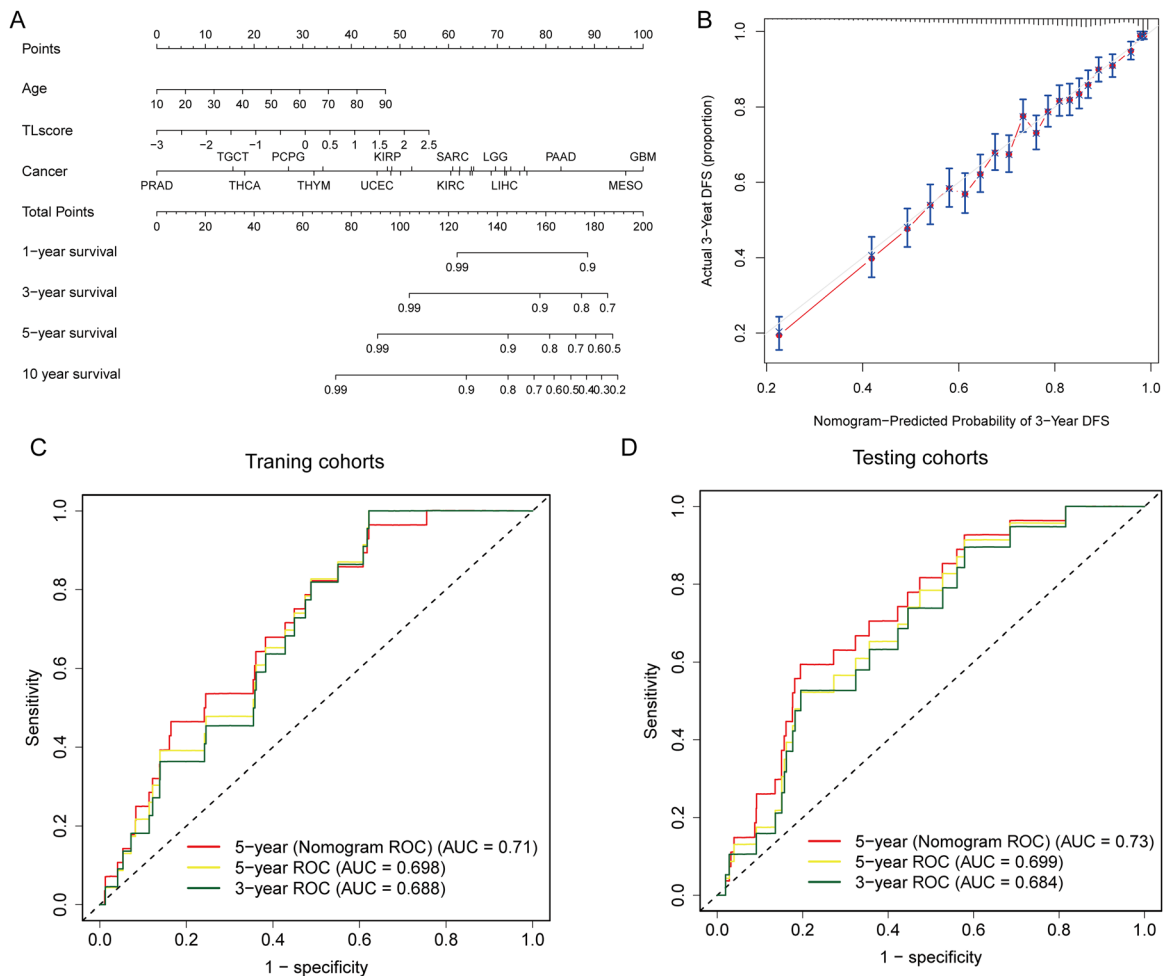 A
Points
0 10 20 30 40 50 60 70 80 90 100
Age
10 20 30 40 50 60 70 80 90
TLscore
−3 −2 −1 0 0.5 1 1.5 2 2.5
TGCT PCPG KIRP SARC LGG PAAD GBM
Cancer
PRAD THCA THYM UCEC KIRC LIHC MESO
Total Points
0 20 40 60 80 100 120 140 160 180 200
1-year survival
0.99 0.9
3-year survival
0.99 0.9 0.8 0.7
5-year survival
0.99 0.9 0.8 0.7 0.6 0.5
10 year survival
0.99 0.9 0.8 0.7 0.6 0.5 0.4 0.3 0.2
B
Actual 3−Yeat DFS (proportion)
1.0
0.8
0.6
0.4
0.2
0.2 0.4 0.6 0.8 1.0
Nomogram−Predicted Probability of 3−Year DFS
C
Traning cohorts
Sensitivity
1.0
0.8
0.6
0.4
0.2
0.0
5-year (Nomogram ROC) (AUC = 0.71)
5-year ROC (AUC = 0.698)
3-year ROC (AUC = 0.688)
0.0 0.2 0.4 0.6 0.8 1.0
1 − specificity
D
Testing cohorts
Sensitivity
1.0
0.8
0.6
0.4
0.2
0.0
5-year (Nomogram ROC) (AUC = 0.73)
5-year ROC (AUC = 0.699)
3-year ROC (AUC = 0.684)
0.0 0.2 0.4 0.6 0.8 1.0
1 − specificity